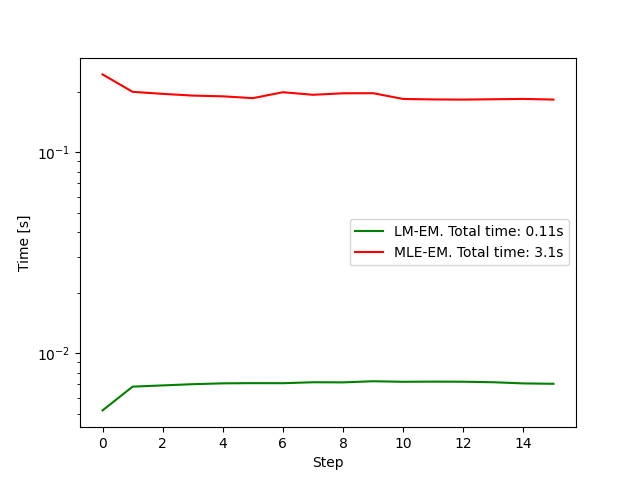 10⁻¹
10⁻²
Time [s]
LM-EM. Total time: 0.11s
MLE-EM. Total time: 3.1s
0 2 4 6 8 10 12 14
Step